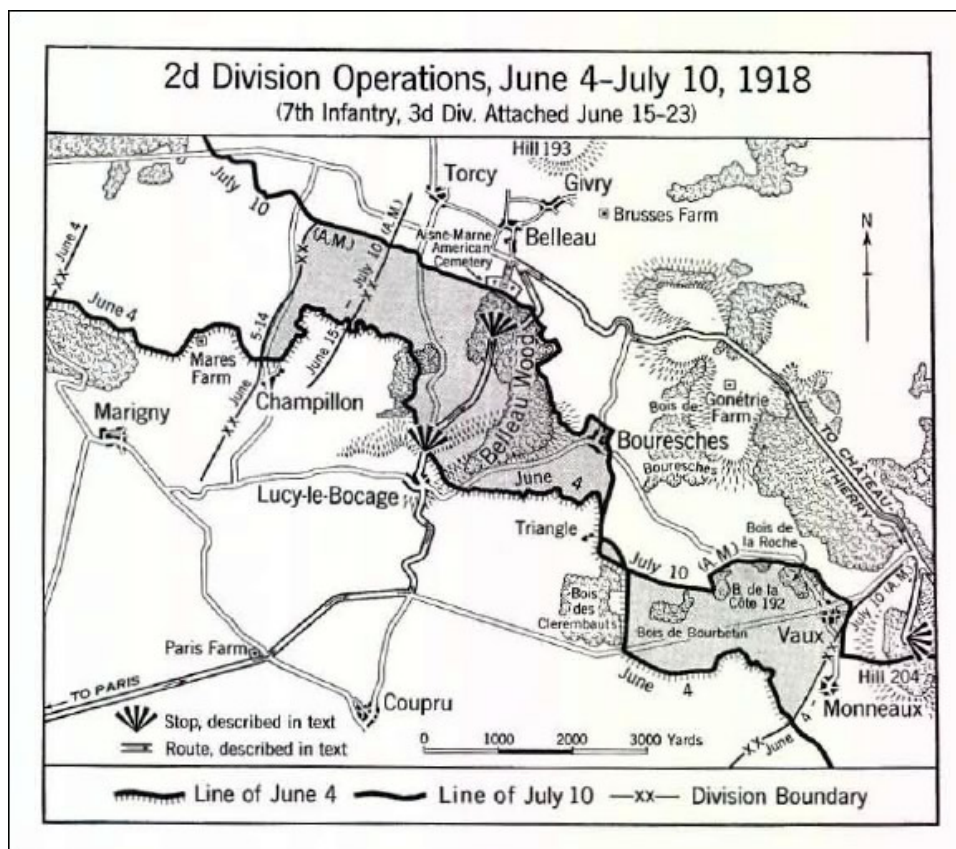 2d Division Operations, June 4–July 10, 1918
(7th Infantry, 3d Div. Attached June 15–23)
Hill 193
July
10
(A.M.)
Torcy
Givry
Brusses Farm
Belleau
Aisne-Marne
American
Cemetery
N
XX June 4
July 10 (A.M.)
XX
XX
June 4
Mares
Farm
XX June 5-14
June 15
Champillon
Marigny
Belleau Wood
Bois de
Bouresches
Gonétrie
Farm
Bouresches
TO CHÂTEAU-
THIERRY
Lucy-le-Bocage
June 4
Triangle
Bois de
la Roche
July 10 (A.M.)
Bois
des
Clerembauts
B. de la
Côte 192
Bois de Bourbetin
Vaux
July 10 (A.M.)
Paris Farm
June 4
Hill 204
TO PARIS
Coupru
Monneaux
XX June 4
XX
Stop, described in text
Route, described in text
0 1000 2000 3000 Yards
Line of June 4 Line of July 10 XX Division Boundary